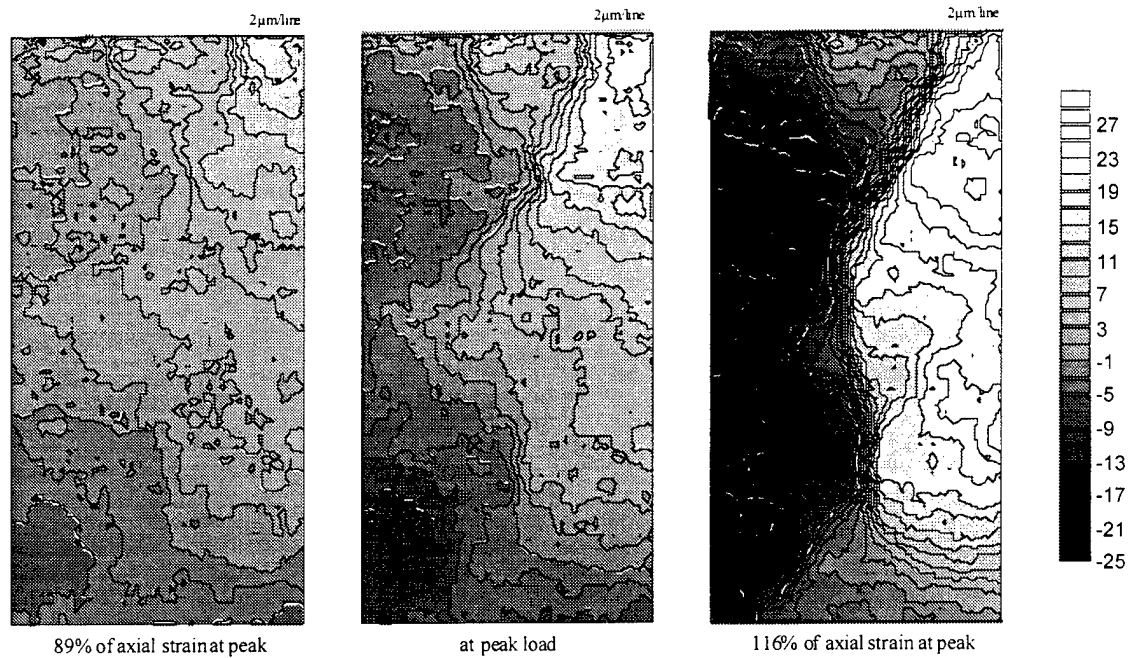 2μm/line
2μm/line
2μm/line
27
23
19
15
11
7
3
-1
-5
-9
-13
-17
-21
-25
89% of axial strain at peak
at peak load
116% of axial strain at peak